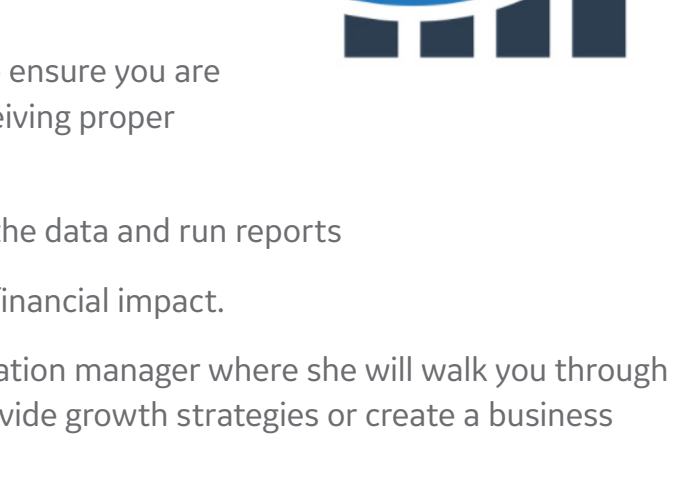 ensure you are
eiving proper
the data and run reports
financial impact.
ation manager where she will walk you through
vide growth strategies or create a business